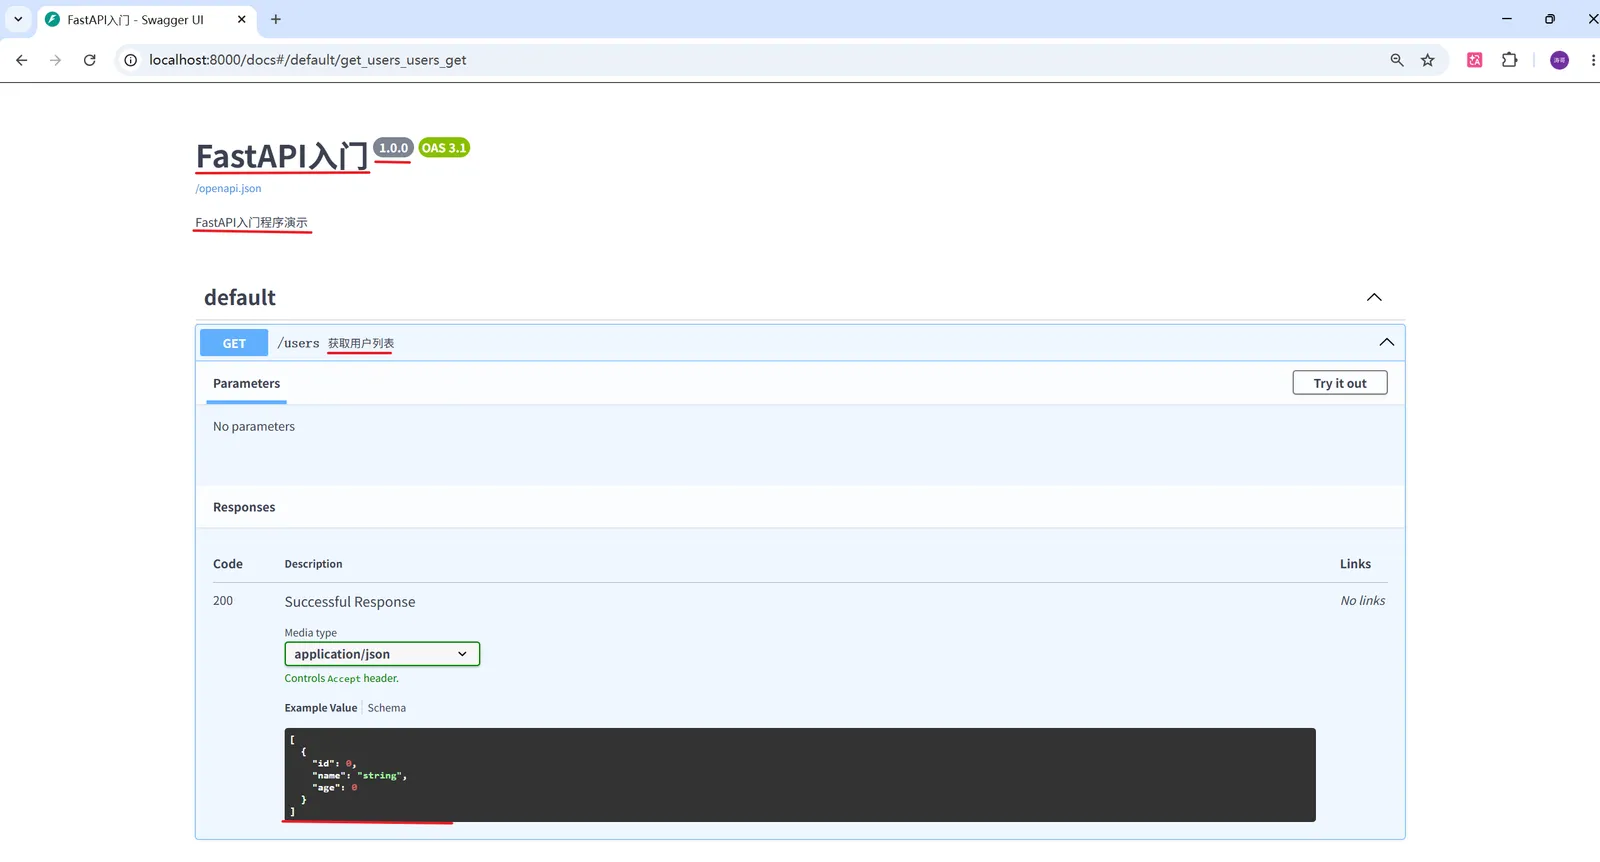 FastAPI入门 - Swagger UI
localhost:8000/docs#/default/get_users_users_get
FastAPI入门 1.0.0 OAS 3.1
/openapi.json
FastAPI入门程序演示
default
GET /users 获取用户列表
Parameters Try it out
No parameters
Responses
Code Description Links
200 Successful Response No links
Media type
application/json
Controls Accept header.
Example Value Schema
[
{
"id": 0,
"name": "string",
"age": 0
}
]